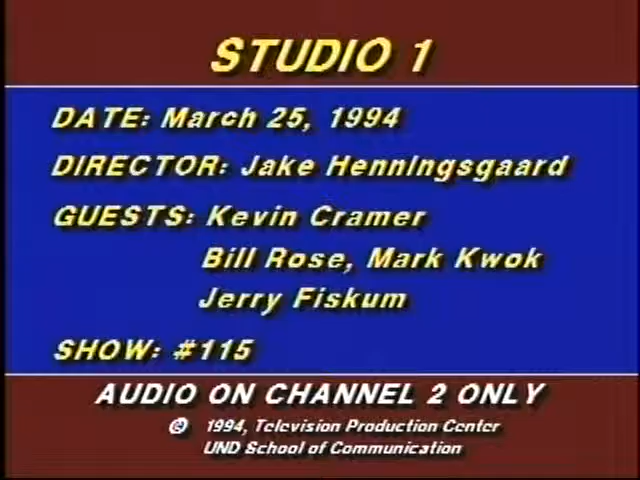 STUDIO 1
DATE: March 25, 1994
DIRECTOR: Jake Henningsgaard
GUESTS: Kevin Cramer
Bill Rose, Mark Kwok
Jerry Fiskum
SHOW: #115
AUDIO ON CHANNEL 2 ONLY
© 1994, Television Production Center
UND School of Communication